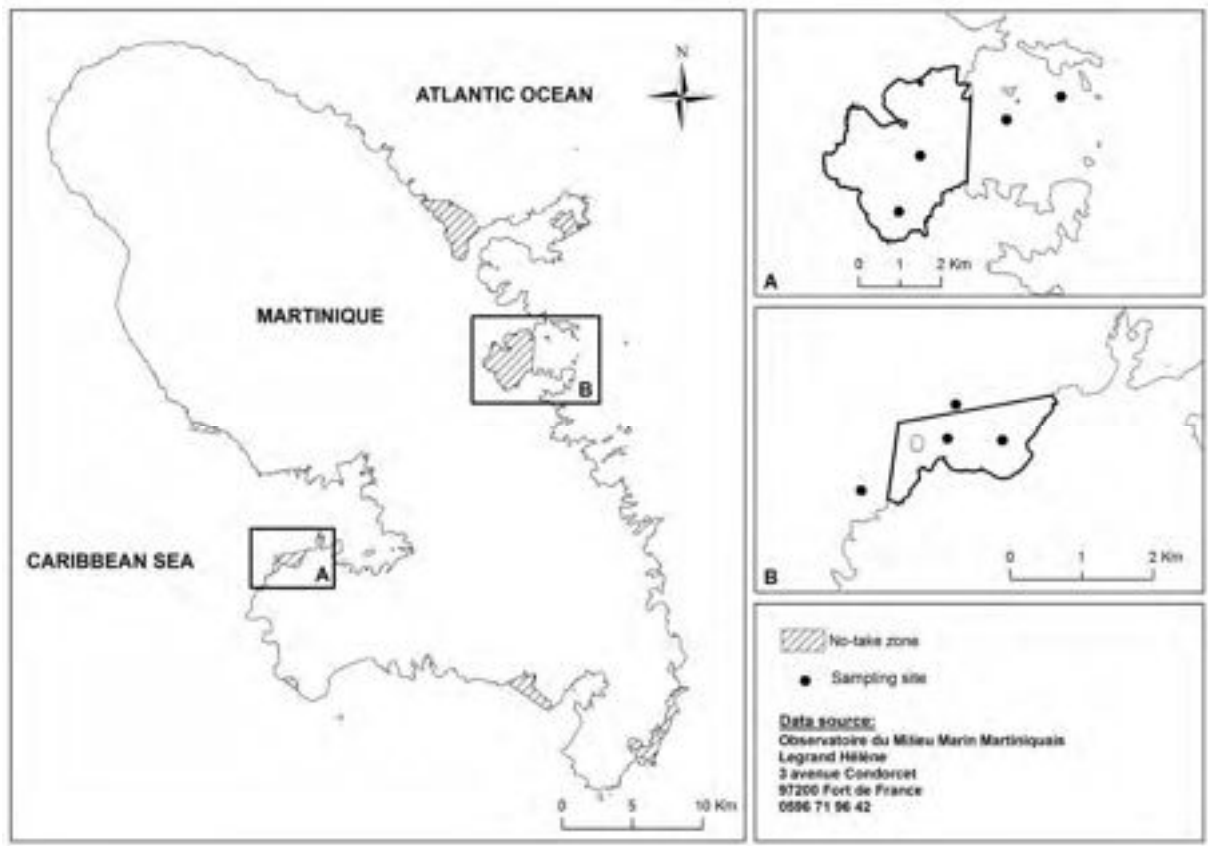 N
ATLANTIC OCEAN
MARTINIQUE
B
CARIBBEAN SEA
A
0 5 10 Km
0 1 2 Km
A
0 1 2 Km
B
No-take zone
Sampling site
Data source:
Observatoire du Milieu Marin Martiniquais
Legrand Hélène
3 avenue Condorcet
97200 Fort de France
0596 71 96 42